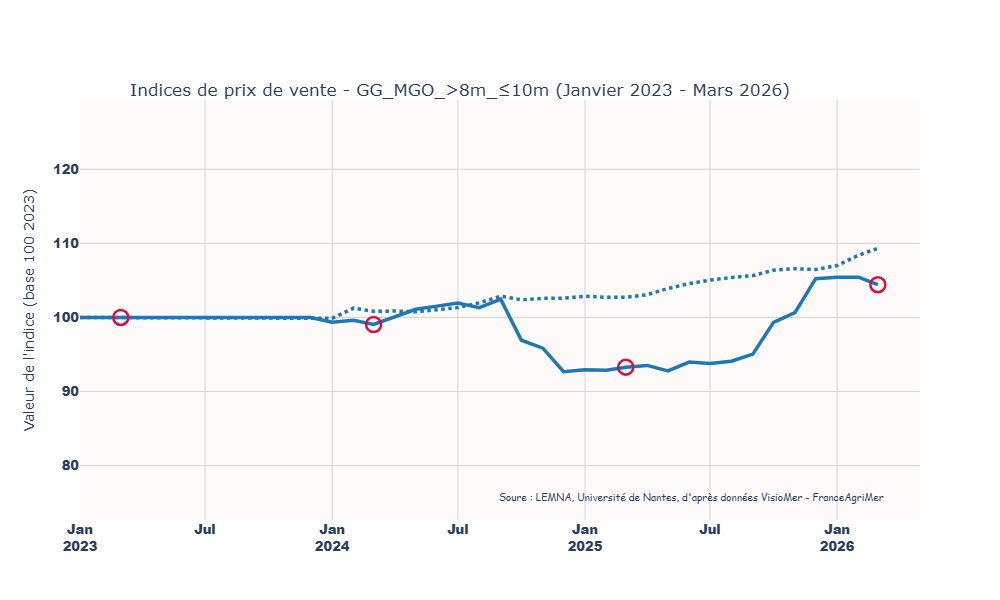 Indices de prix de vente - GG_MGO_>8m_≤10m (Janvier 2023 - Mars 2026)
Valeur de l'indice (base 100 2023)
120
110
100
90
80
Soure : LEMNA, Université de Nantes, d'après données VisioMer - FranceAgriMer
Jan Jul Jan Jul Jan Jul Jan
2023 2024 2025 2026